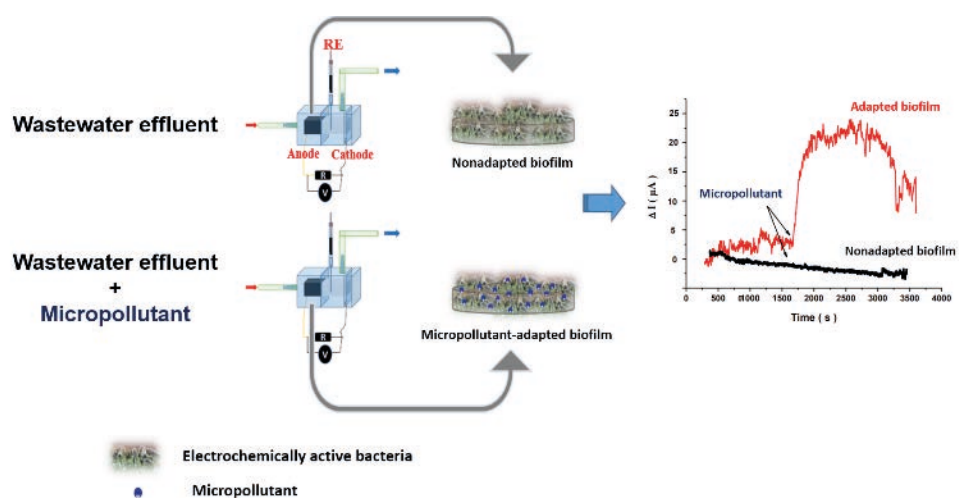 RE
Wastewater effluent
Anode
Cathode
R
V
Nonadapted biofilm
Wastewater effluent
+
Micropollutant
R
V
Micropollutant-adapted biofilm
Electrochemically active bacteria
Micropollutant
Adapted biofilm
Micropollutant
Nonadapted biofilm
Δ I ( µA )
25
20
15
10
5
0
0 500 1000 1500 2000 2500 3000 3500 4000
Time ( s )